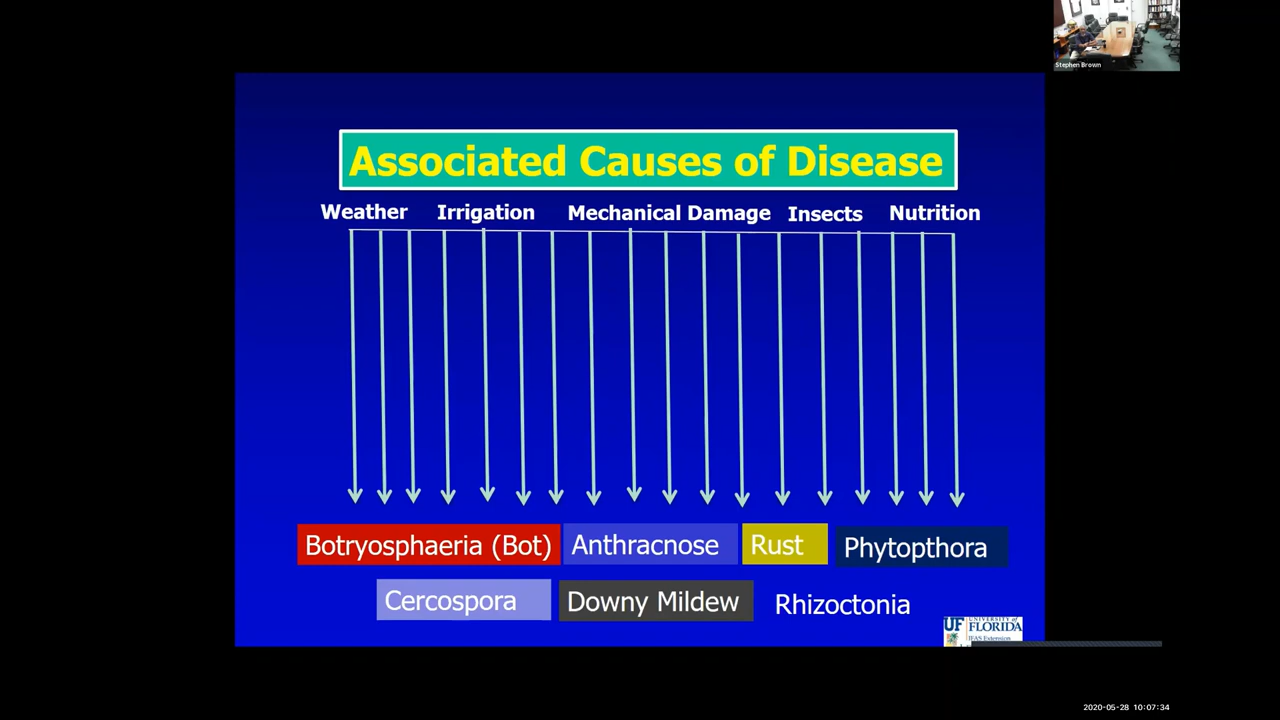 Stephen Brown
Associated Causes of Disease
Weather Irrigation Mechanical Damage Insects Nutrition
Botryosphaeria (Bot) Anthracnose Rust Phytopthora
Cercospora Downy Mildew Rhizoctonia
UF UNIVERSITY of
FLORIDA
IFAS Extension
2020-05-28 10:07:34